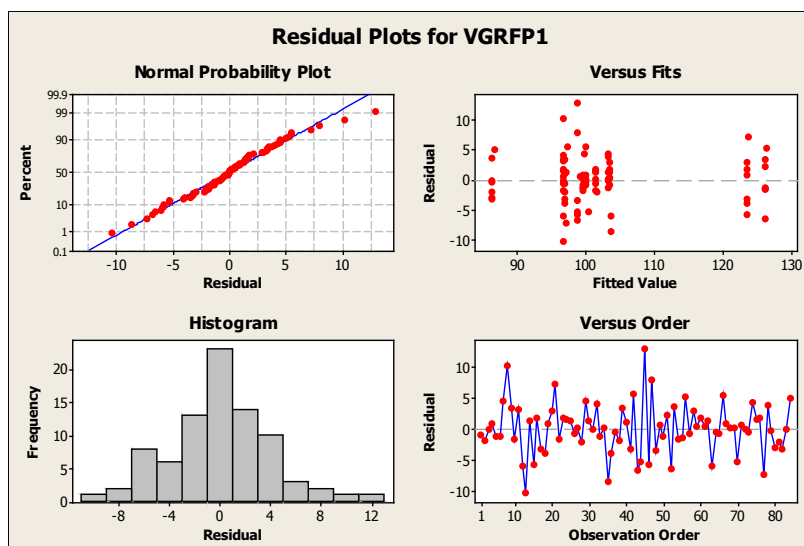 Residual Plots for VGRFP1
Normal Probability Plot
99.9
99
90
50
10
1
0.1
Percent
-10 -5 0 5 10
Residual
Versus Fits
10
5
0
-5
-10
Residual
90 100 110 120 130
Fitted Value
Histogram
20
15
10
5
0
Frequency
-8 -4 0 4 8 12
Residual
Versus Order
10
5
0
-5
-10
Residual
1 10 20 30 40 50 60 70 80
Observation Order